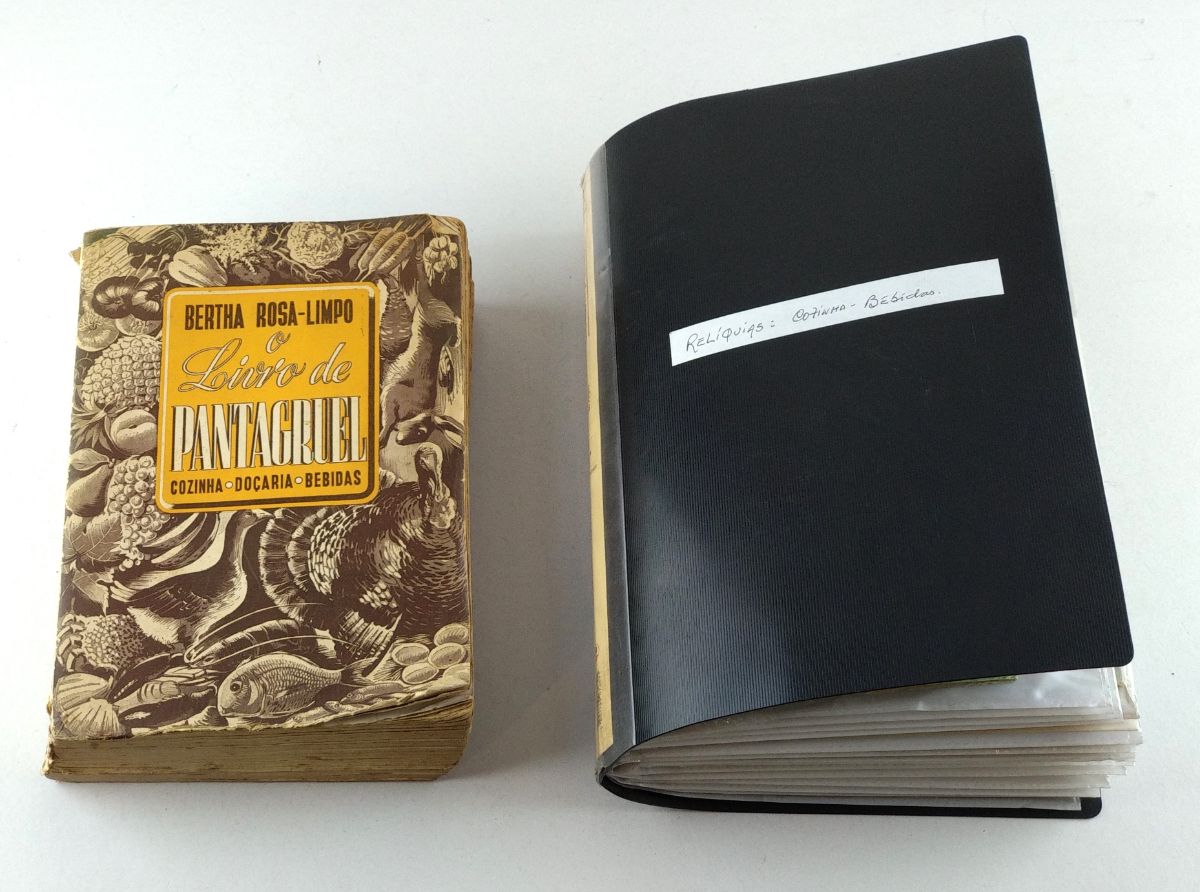 BERTHA ROSA-LIMPO
o
Livro de
PANTAGRUEL
COZINHA • DOÇARIA • BEBIDAS
RELÍQUIAS: COZINHA - BEbidas.